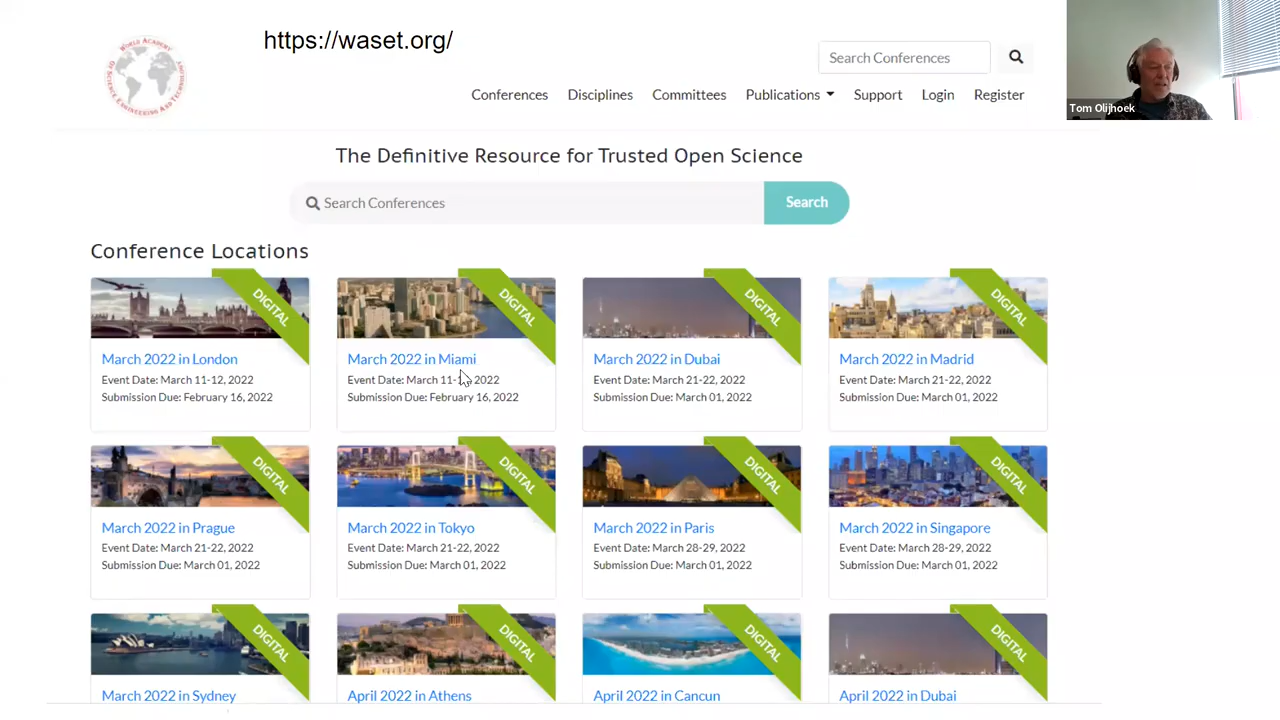 https://waset.org/
WORLD ACADEMY
OF SCIENCE ENGINEERING AND TECHNOLOGY
Search Conferences
Conferences Disciplines Committees Publications Support Login Register
Tom Olijhoek
The Definitive Resource for Trusted Open Science
Search Conferences Search
Conference Locations
DIGITAL DIGITAL DIGITAL DIGITAL
March 2022 in London March 2022 in Miami March 2022 in Dubai March 2022 in Madrid
Event Date: March 11-12, 2022 Event Date: March 11- 2022 Event Date: March 21-22, 2022 Event Date: March 21-22, 2022
Submission Due: February 16, 2022 Submission Due: February 16, 2022 Submission Due: March 01, 2022 Submission Due: March 01, 2022
DIGITAL DIGITAL DIGITAL DIGITAL
March 2022 in Prague March 2022 in Tokyo March 2022 in Paris March 2022 in Singapore
Event Date: March 21-22, 2022 Event Date: March 21-22, 2022 Event Date: March 28-29, 2022 Event Date: March 28-29, 2022
Submission Due: March 01, 2022 Submission Due: March 01, 2022 Submission Due: March 01, 2022 Submission Due: March 01, 2022
DIGITAL DIGITAL DIGITAL DIGITAL
March 2022 in Sydney April 2022 in Athens April 2022 in Cancun April 2022 in Dubai